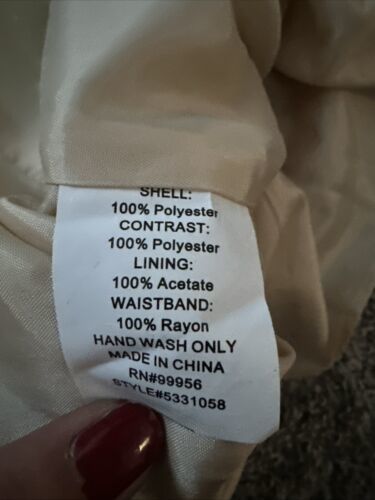 SHELL:
100% Polyester
CONTRAST:
100% Polyester
LINING:
100% Acetate
WAISTBAND:
100% Rayon
HAND WASH ONLY
MADE IN CHINA
RN#99956
STYLE#5331058